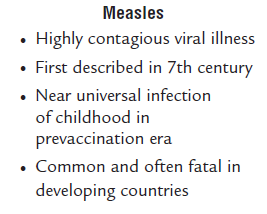 Measles
• Highly contagious viral illness
• First described in 7th century
• Near universal infection
of childhood in
prevaccination era
• Common and often fatal in
developing countries